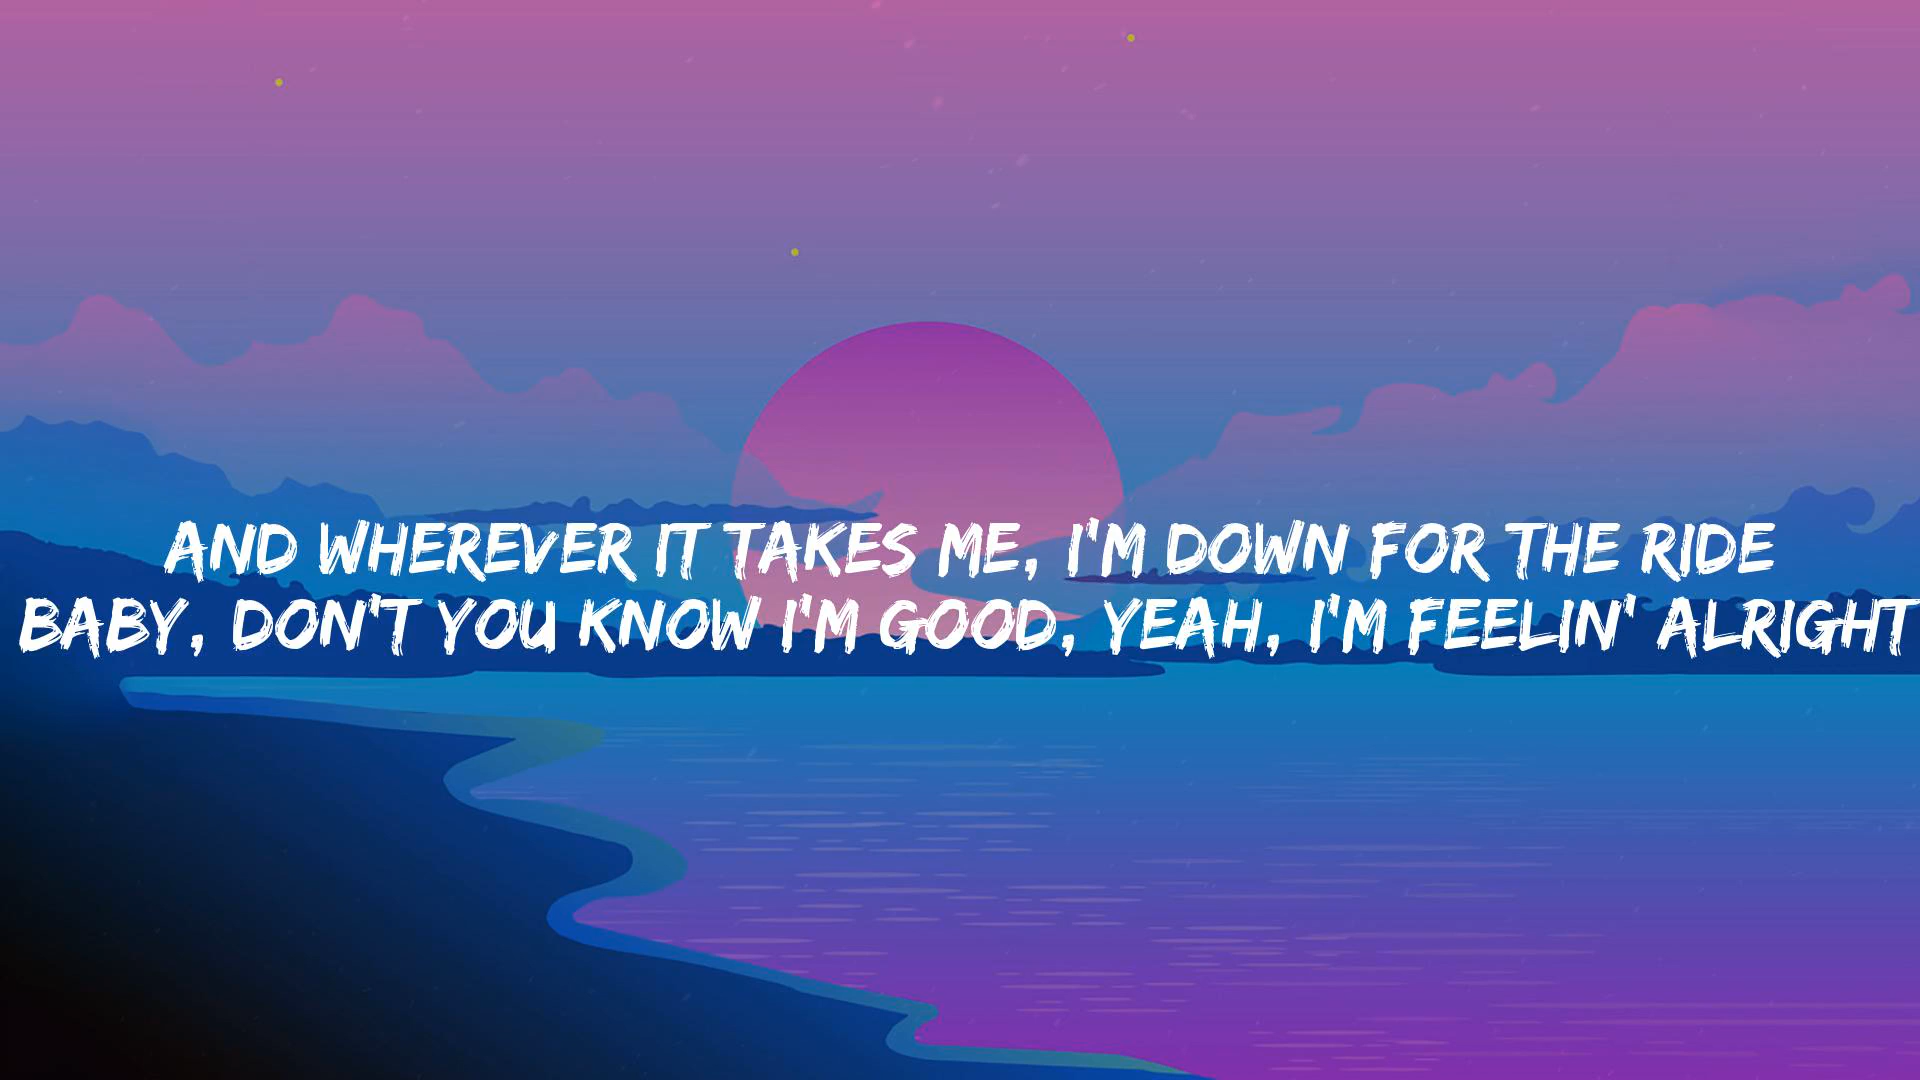 AND WHEREVER IT TAKES ME, I'M DOWN FOR THE RIDE
BABY, DON'T YOU KNOW I'M GOOD, YEAH, I'M FEELIN' ALRIGHT